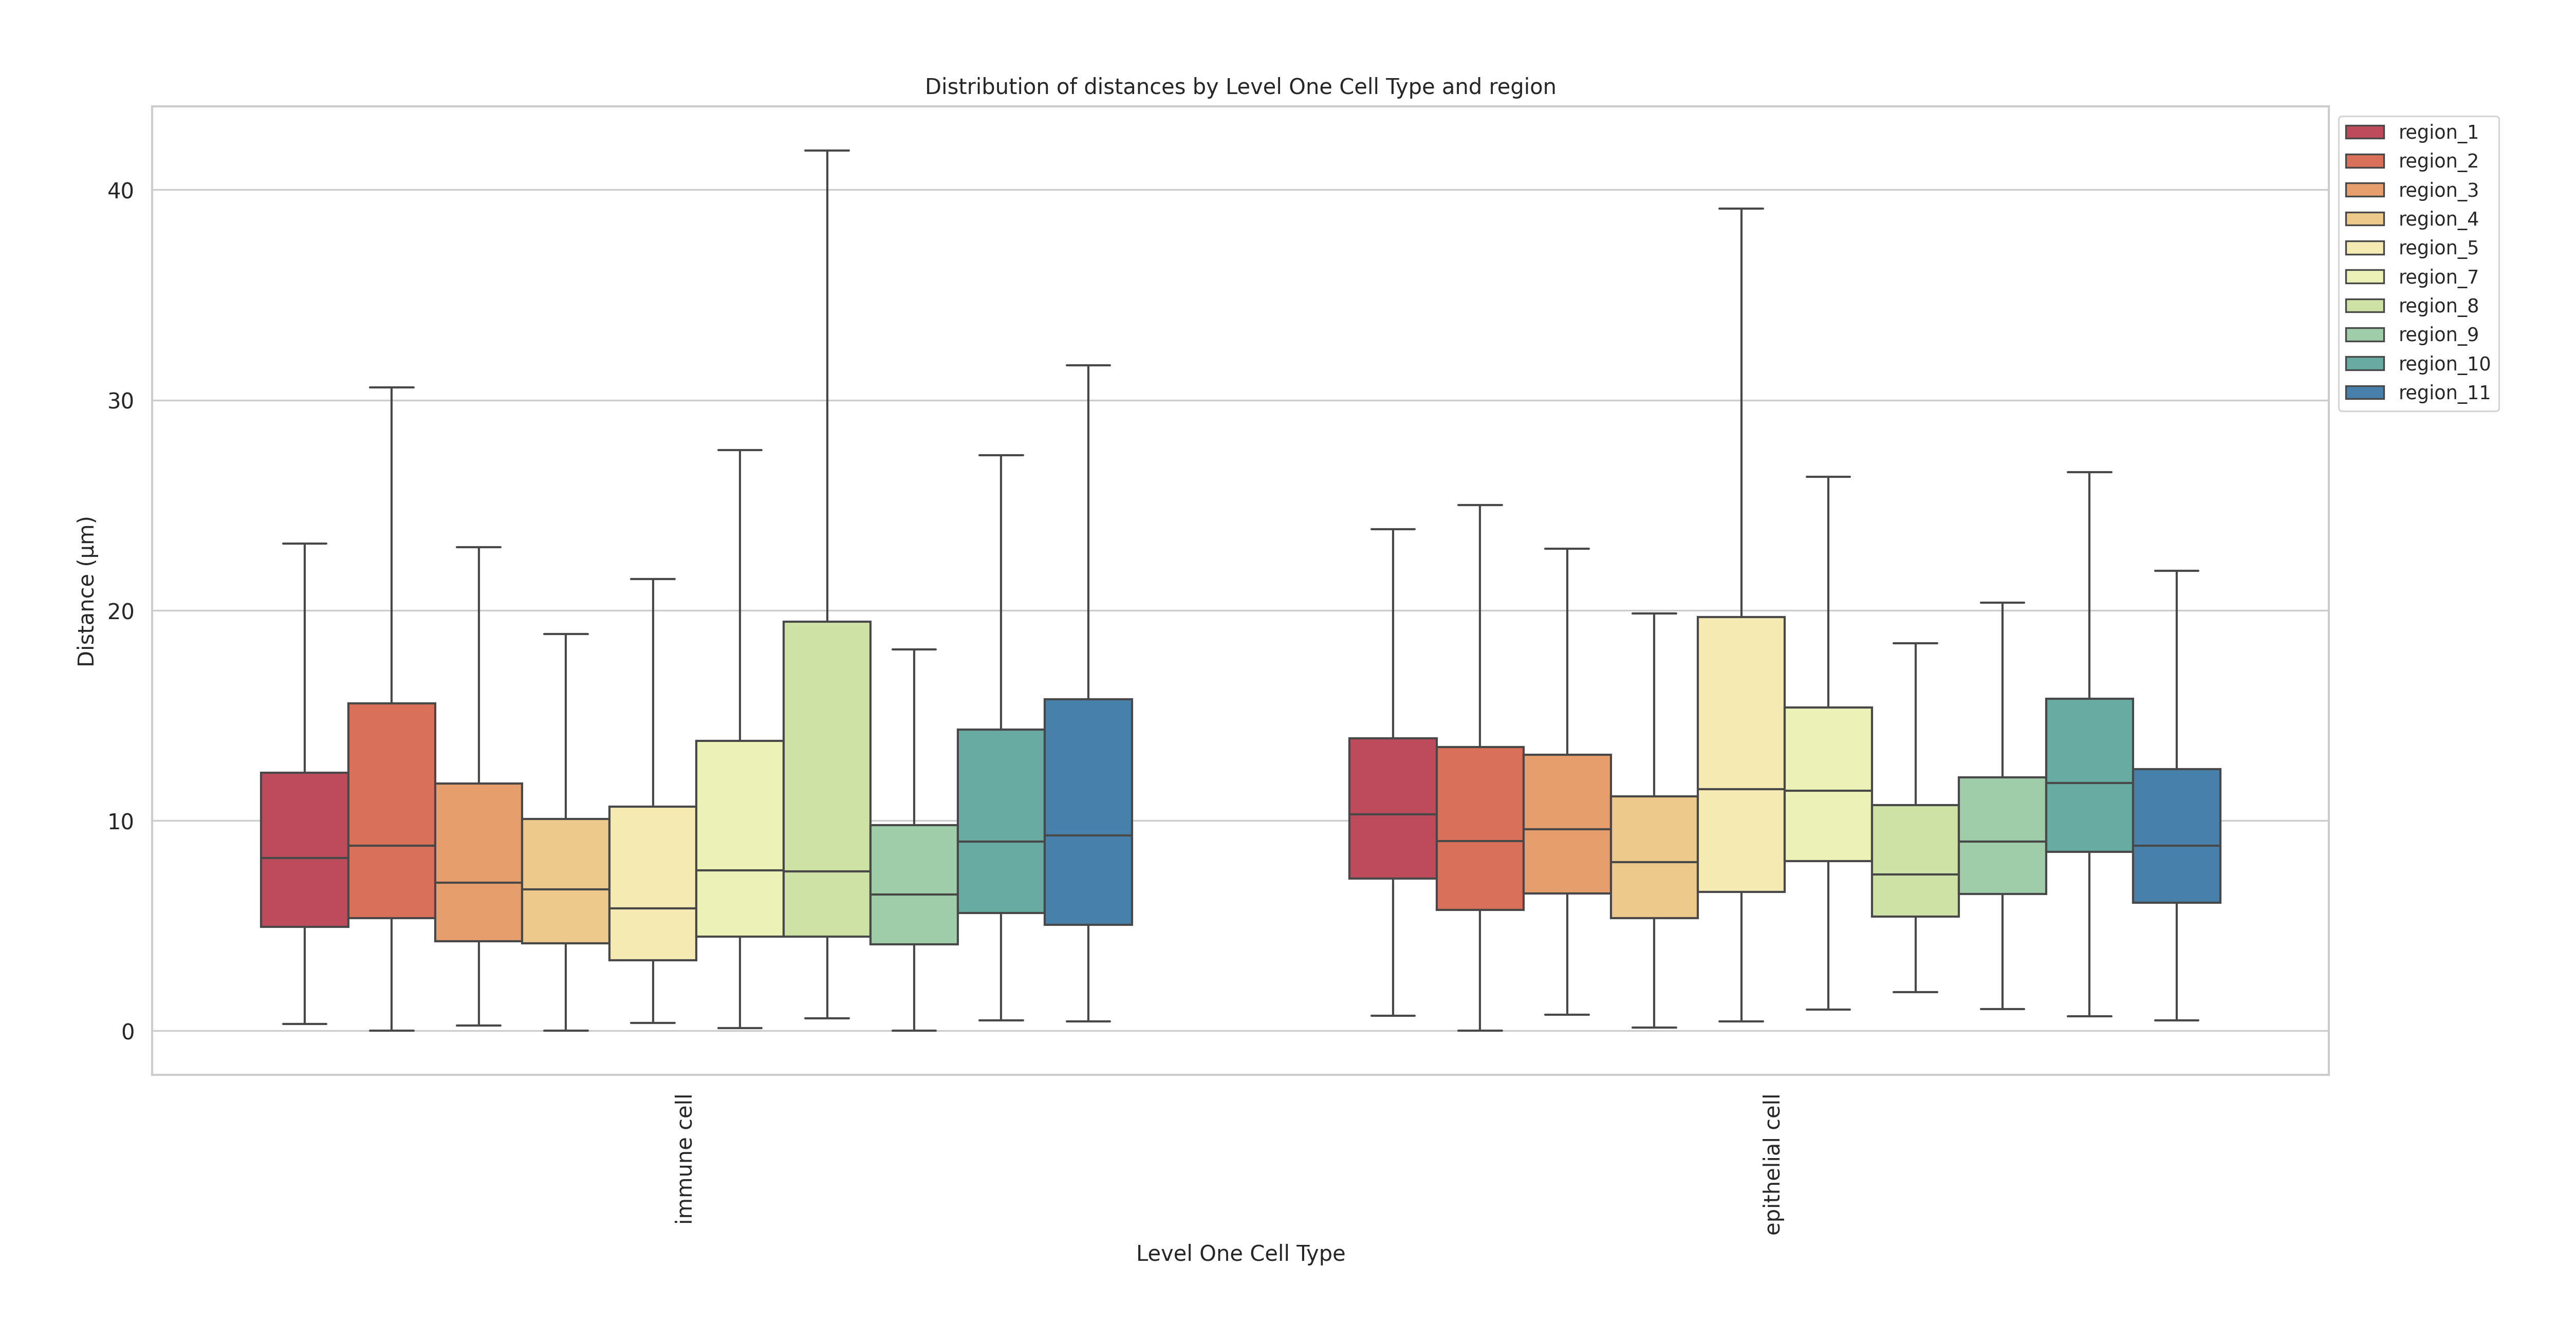 Distribution of distances by Level One Cell Type and region
40
30
20
10
0
Distance (μm)
immune cell
epithelial cell
Level One Cell Type
region_1
region_2
region_3
region_4
region_5
region_7
region_8
region_9
region_10
region_11